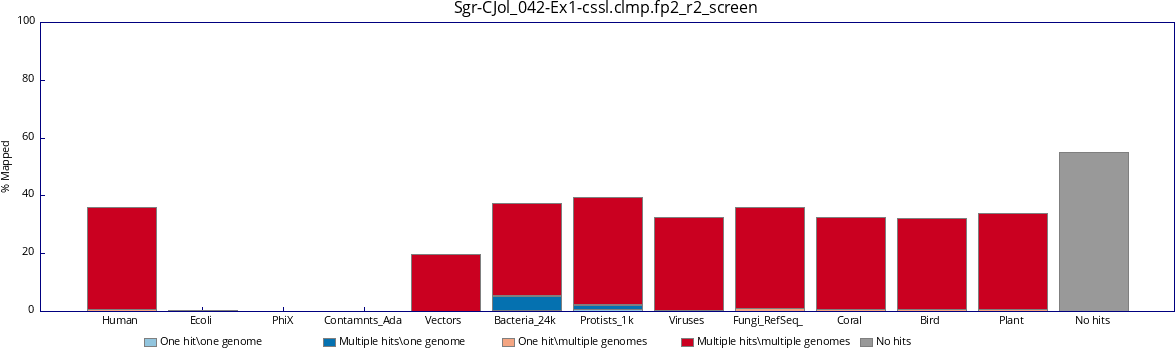 Sgr-CJol_042-Ex1-cssl.clmp.fp2_r2_screen
100
80
60
40
20
0
% Mapped
Human Ecoli PhiX Contamnts_Ada Vectors Bacteria_24k Protists_1k Viruses Fungi_RefSeq_ Coral Bird Plant No hits
One hit\one genome Multiple hits\one genome One hit\multiple genomes Multiple hits\multiple genomes No hits